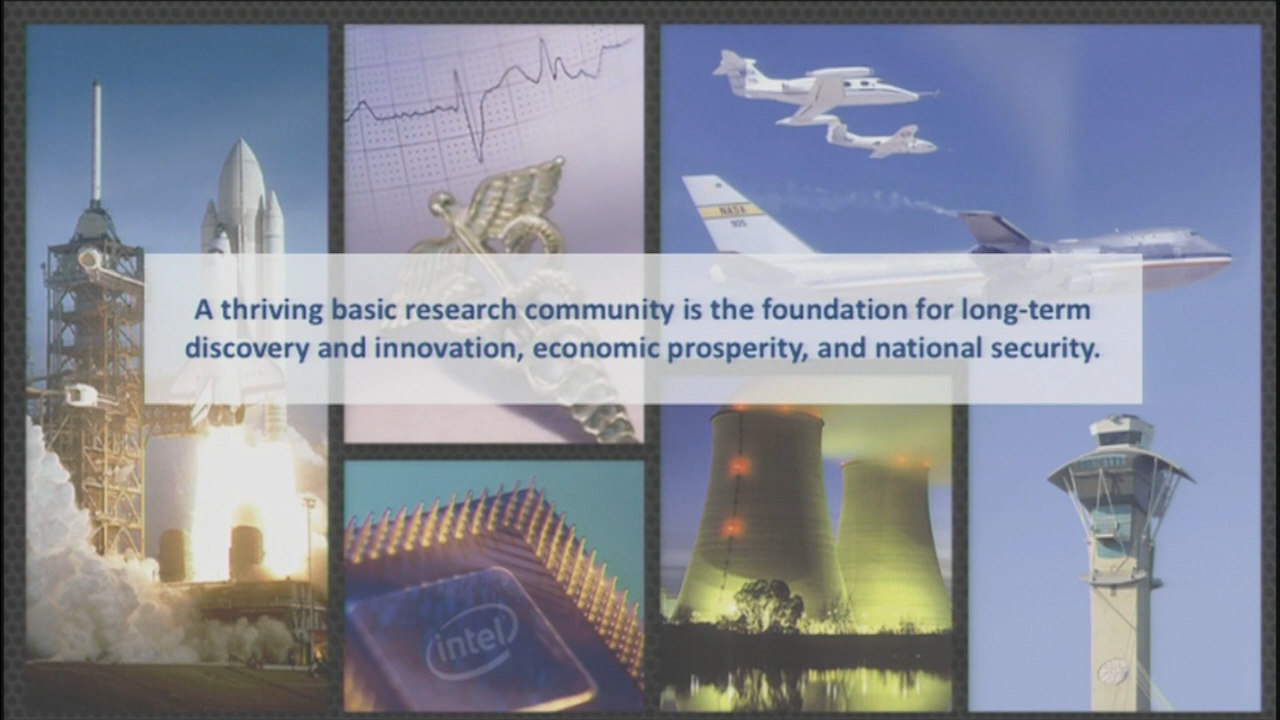 NASA
905
A thriving basic research community is the foundation for long-term
discovery and innovation, economic prosperity, and national security.
intel